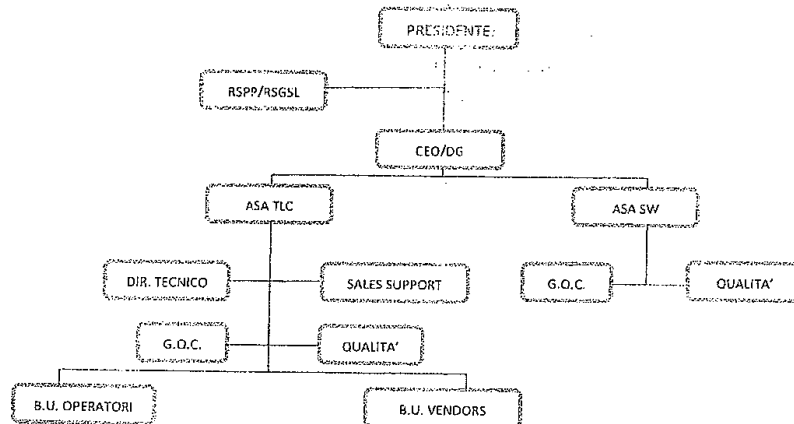 PRESIDENTE
RSPP/RSGSL
CEO/DG
ASA TLC
ASA SW
DIR. TECNICO
SALES SUPPORT
G.O.C.
QUALITA'
G.O.C.
QUALITA'
B.U. OPERATORI
B.U. VENDORS